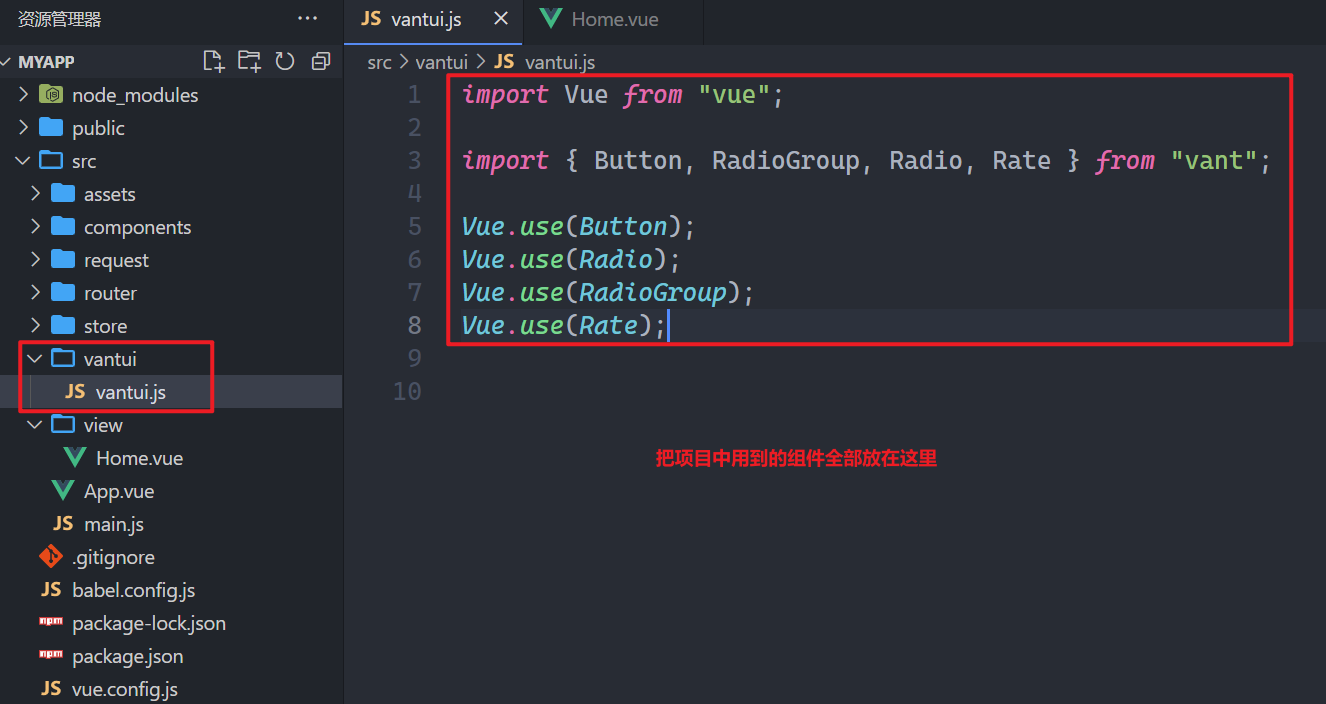 资源管理器 ···
MYAPP
node_modules
public
src
assets
components
request
router
store
vantui
JS vantui.js
view
Home.vue
App.vue
JS main.js
.gitignore
JS babel.config.js
npm package-lock.json
npm package.json
JS vue.config.js
JS vantui.js × Home.vue
src > vantui > JS vantui.js
1 import Vue from "vue";
2
3 import { Button, RadioGroup, Radio, Rate } from "vant";
4
5 Vue.use(Button);
6 Vue.use(Radio);
7 Vue.use(RadioGroup);
8 Vue.use(Rate);
9
10
把项目中用到的组件全部放在这里